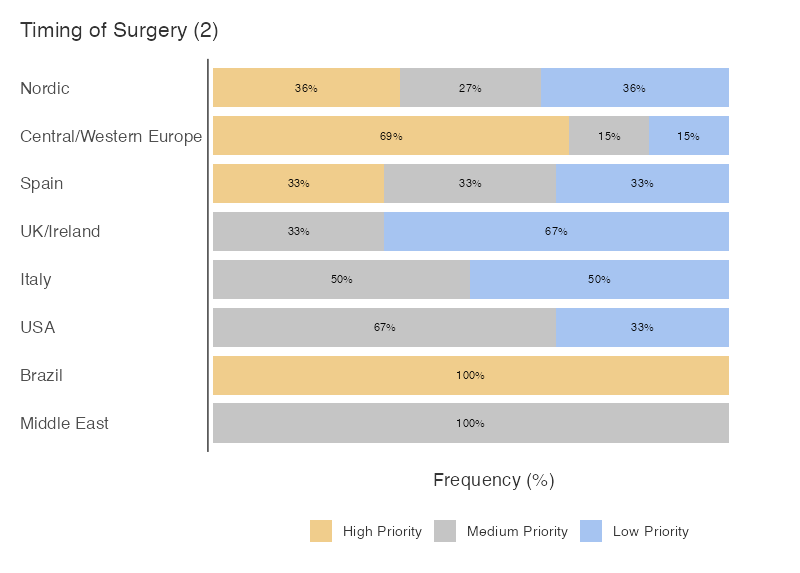 Timing of Surgery (2)
Nordic 36% 27% 36%
Central/Western Europe 69% 15% 15%
Spain 33% 33% 33%
UK/Ireland 33% 67%
Italy 50% 50%
USA 67% 33%
Brazil 100%
Middle East 100%
Frequency (%)
High Priority Medium Priority Low Priority